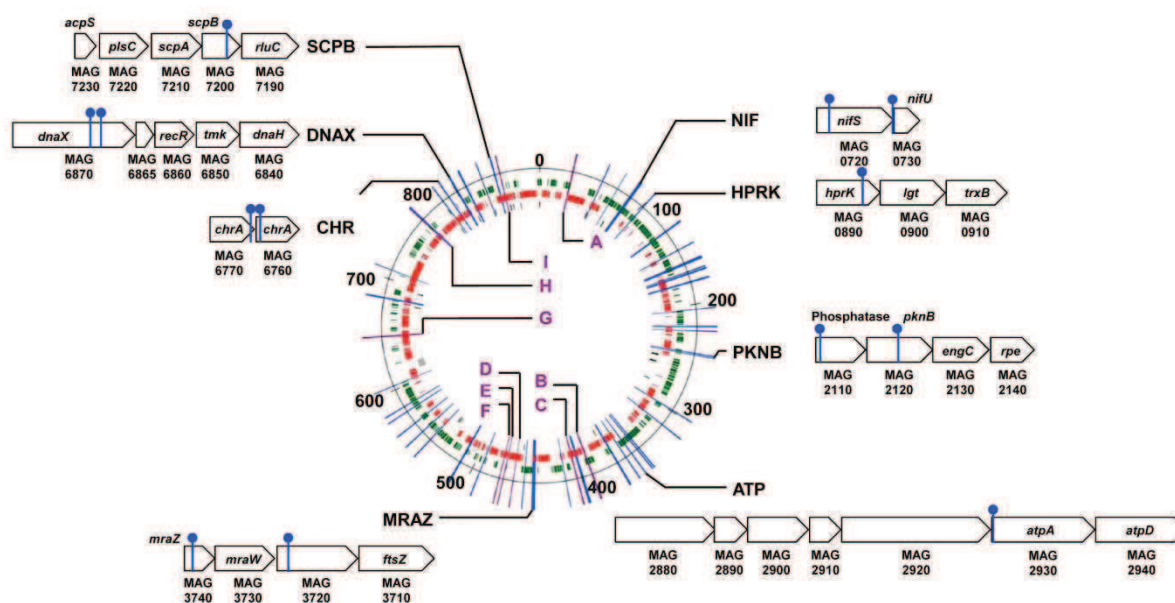 acpS
scpB
plsC scpA rluC
SCPB
MAG 7230 MAG 7220 MAG 7210 MAG 7200 MAG 7190
dnaX recR tmk dnaH
DNAX
MAG 6870 MAG 6865 MAG 6860 MAG 6850 MAG 6840
chrA chrA
CHR
MAG 6770 MAG 6760
NIF
nifU
nifS
MAG 0720 MAG 0730
HPRK
hprK lgt trxB
MAG 0890 MAG 0900 MAG 0910
PKNB
Phosphatase pknB
engC rpe
MAG 2110 MAG 2120 MAG 2130 MAG 2140
0
100
200
300
400
500
600
700
800
A
I
H
G
D
E
F
B
C
ATP
atpA atpD
MAG 2880 MAG 2890 MAG 2900 MAG 2910 MAG 2920 MAG 2930 MAG 2940
MRAZ
mraZ
mraW ftsZ
MAG 3740 MAG 3730 MAG 3720 MAG 3710